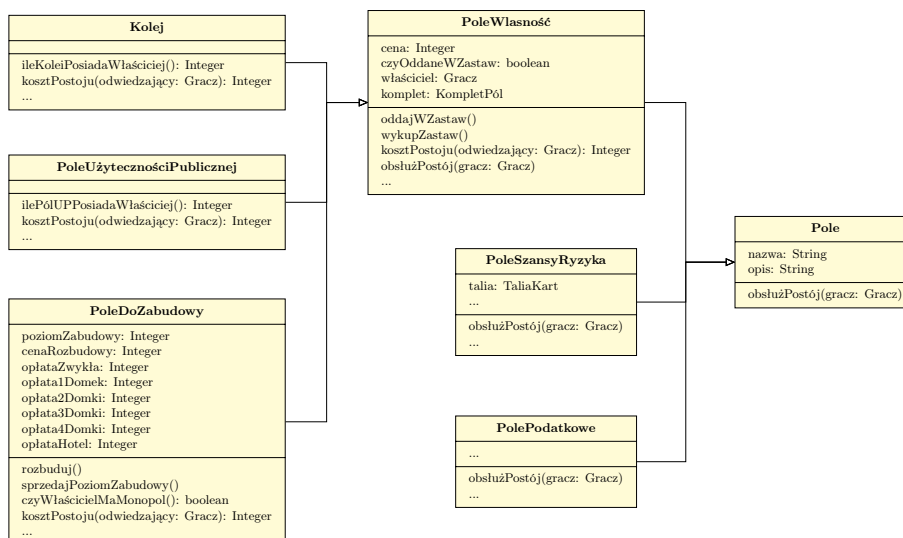 Kolej
ileKoleiPosiadaWłaściciej(): Integer
kosztPostoju(odwiedzający: Gracz): Integer
...
PoleUżytecznościPublicznej
ilePólUPPosiadaWłaściciej(): Integer
kosztPostoju(odwiedzający: Gracz): Integer
...
PoleDoZabudowy
poziomZabudowy: Integer
cenaRozbudowy: Integer
opłataZwykła: Integer
opłata1Domek: Integer
opłata2Domki: Integer
opłata3Domki: Integer
opłata4Domki: Integer
opłataHotel: Integer
rozbuduj()
sprzedajPoziomZabudowy()
czyWłaścicielMaMonopol(): boolean
kosztPostoju(odwiedzający: Gracz): Integer
...
PoleWłasność
cena: Integer
czyOddaneWZastaw: boolean
właściciel: Gracz
komplet: KompletPól
oddajWZastaw()
wykupZastaw()
kosztPostoju(odwiedzający: Gracz): Integer
obsłużPostój(gracz: Gracz)
...
PoleSzansyRyzyka
talia: TaliaKart
...
obsłużPostój(gracz: Gracz)
...
PolePodatkowe
...
obsłużPostój(gracz: Gracz)
...
Pole
nazwa: String
opis: String
obsłużPostój(gracz: Gracz)